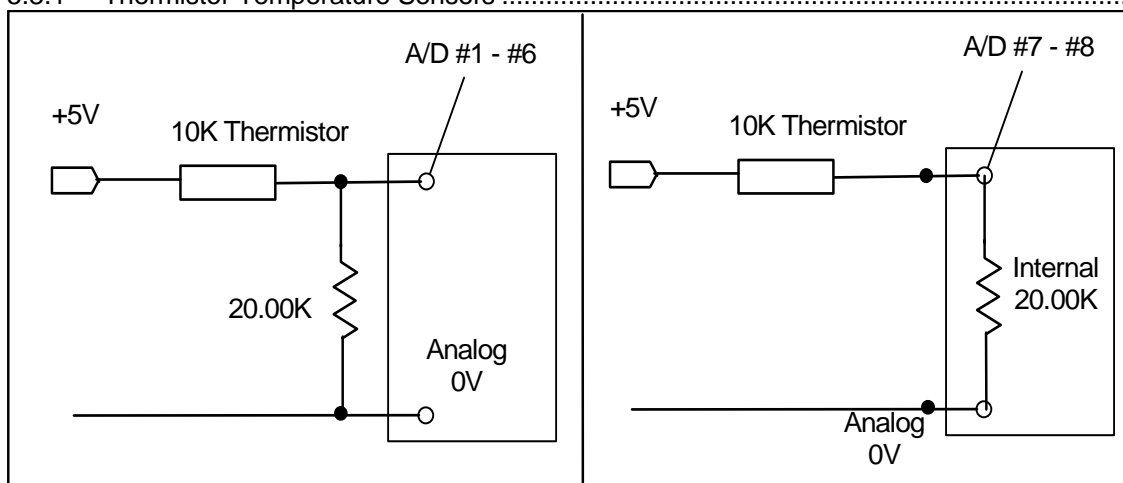 Thermistor Temperature Sensors ........................................................................
A/D #1 - #6
+5V
10K Thermistor
20.00K
Analog
0V
A/D #7 - #8
+5V
10K Thermistor
Internal
20.00K
Analog
0V